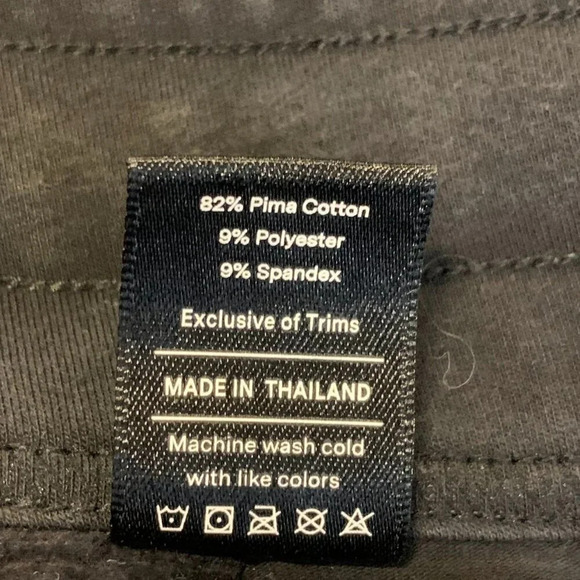 82% Pima Cotton
9% Polyester
9% Spandex
Exclusive of Trims
MADE IN THAILAND
Machine wash cold
with like colors